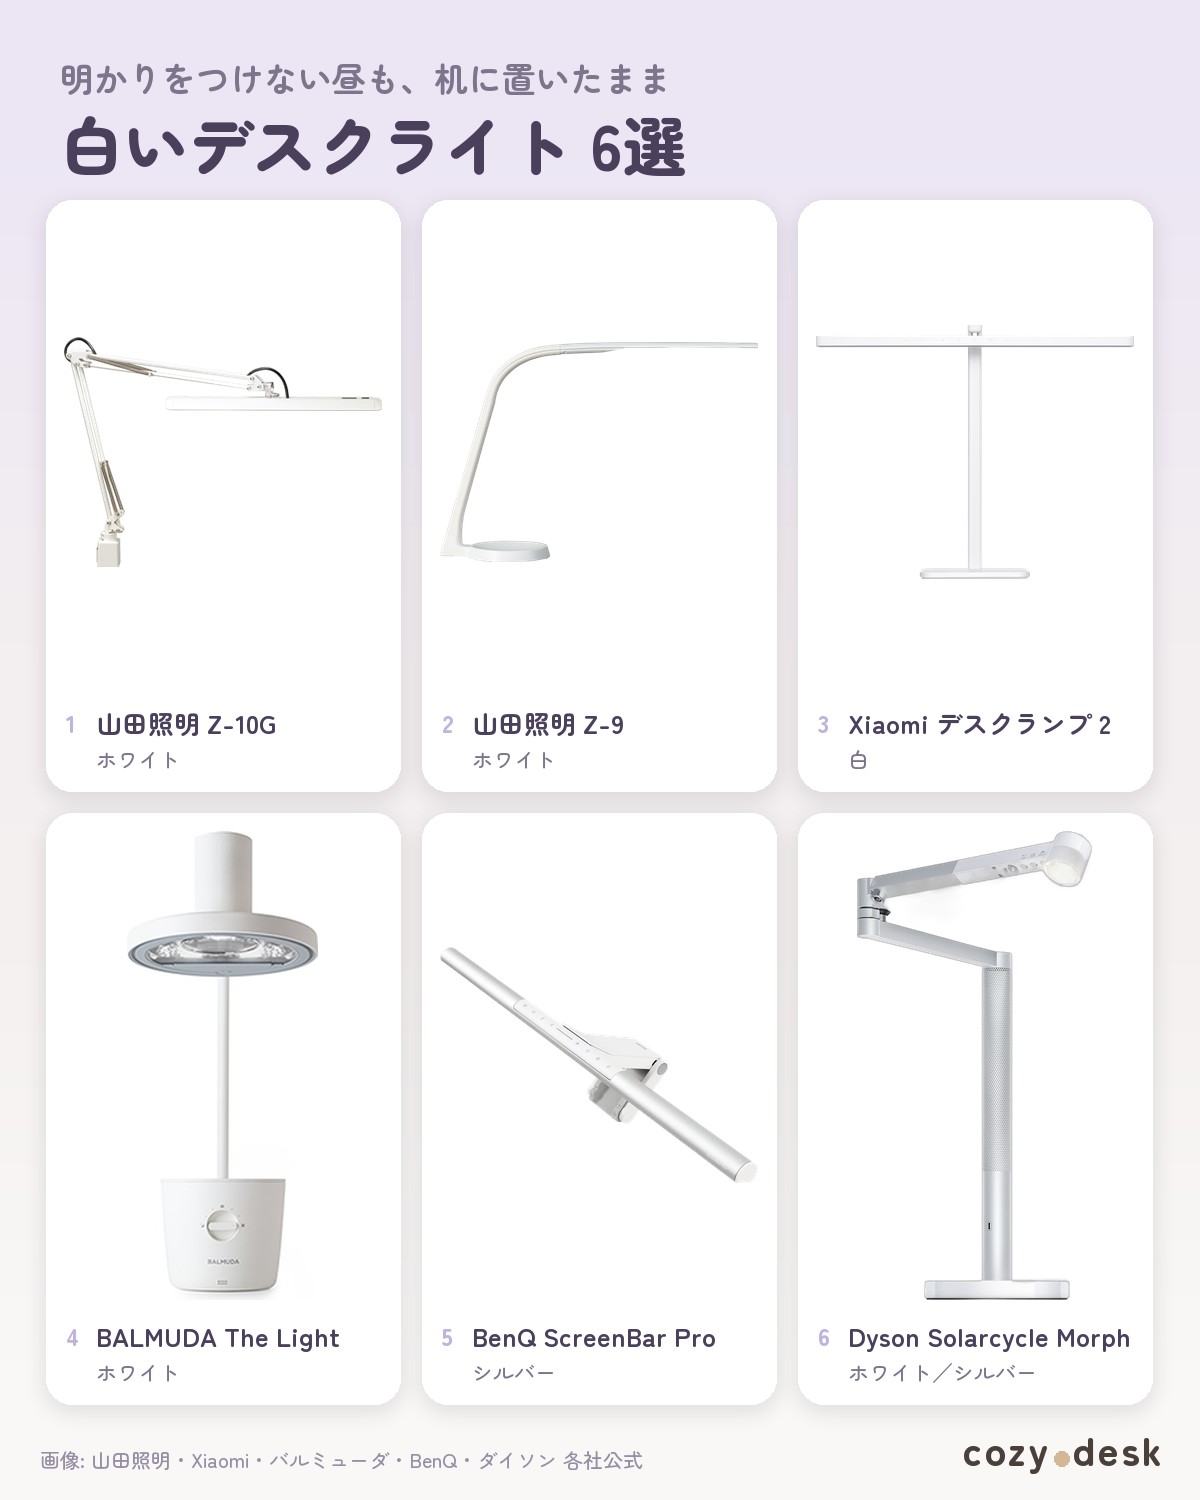 明かりをつけない昼も、机に置いたまま
白いデスクライト 6選
1 山田照明 Z-10G
ホワイト
2 山田照明 Z-9
ホワイト
3 Xiaomi デスクランプ 2
白
BALMUDA
4 BALMUDA The Light
ホワイト
5 BenQ ScreenBar Pro
シルバー
6 Dyson Solarcycle Morph
ホワイト／シルバー
画像: 山田照明・Xiaomi・バルミューダ・BenQ・ダイソン 各社公式
cozy desk